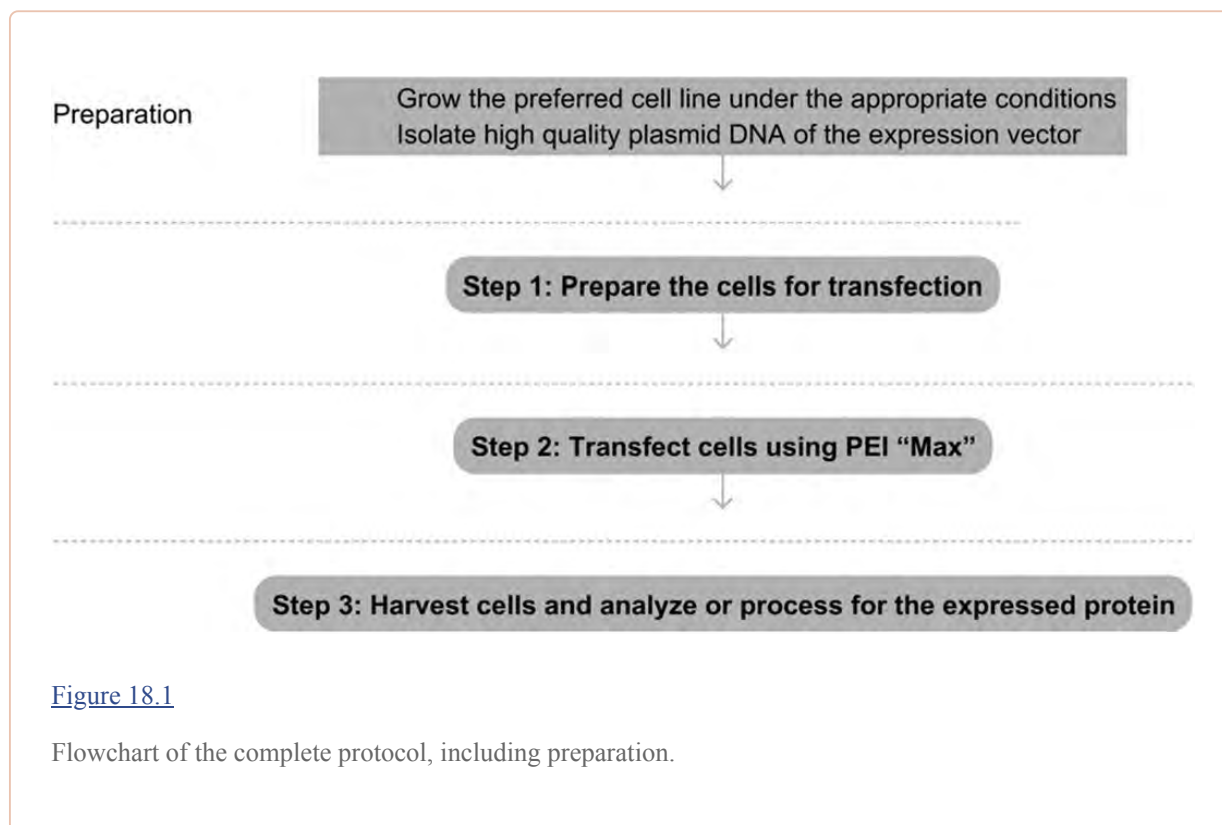 Preparation
Grow the preferred cell line under the appropriate conditions
Isolate high quality plasmid DNA of the expression vector
Step 1: Prepare the cells for transfection
Step 2: Transfect cells using PEI “Max”
Step 3: Harvest cells and analyze or process for the expressed protein
Figure 18.1
Flowchart of the complete protocol, including preparation.